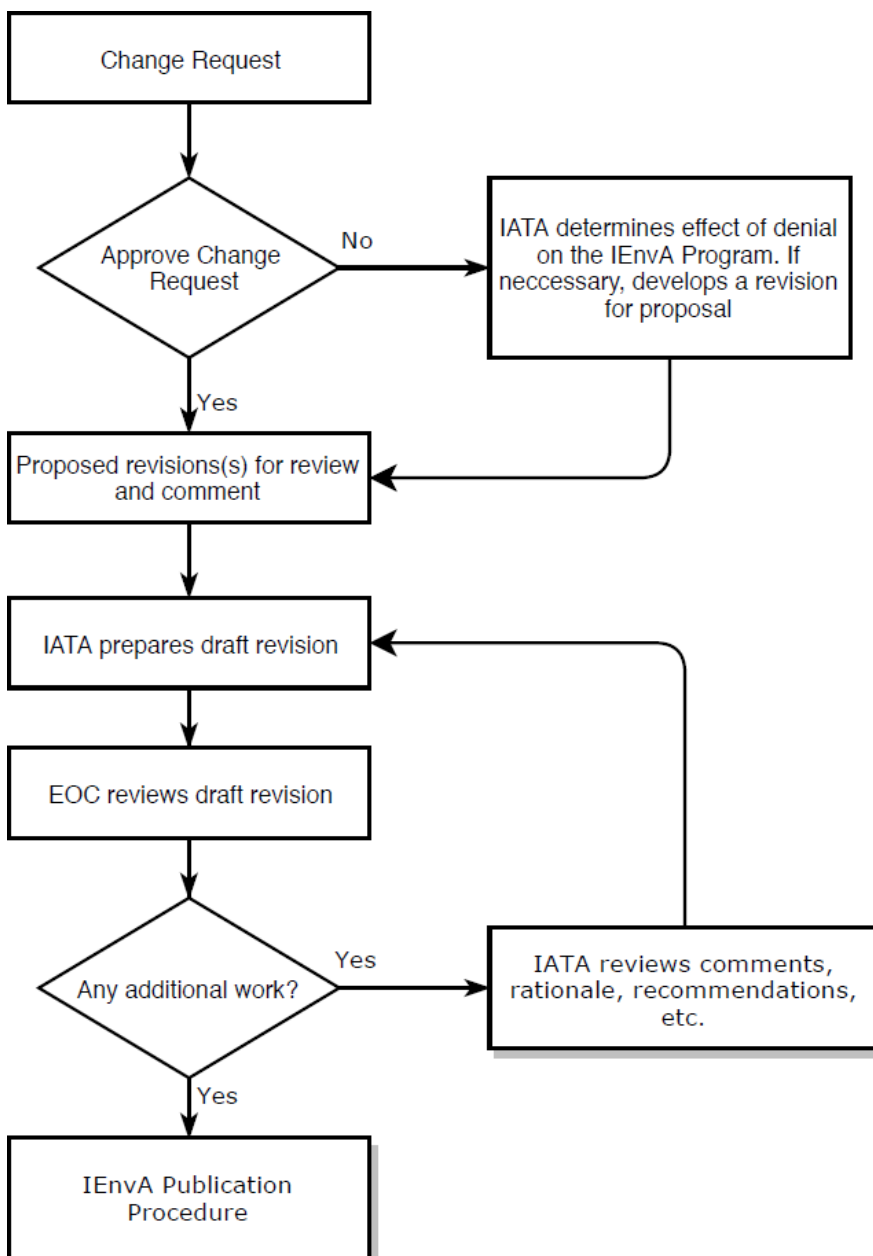 Change Request
Approve Change
Request
No
IATA determines effect of denial
on the IEnvA Program. If
neccessary, develops a revision
for proposal
Yes
Proposed revisions(s) for review
and comment
IATA prepares draft revision
EOC reviews draft revision
Any additional work?
Yes
IATA reviews comments,
rationale, recommendations,
etc.
Yes
IEnvA Publication
Procedure